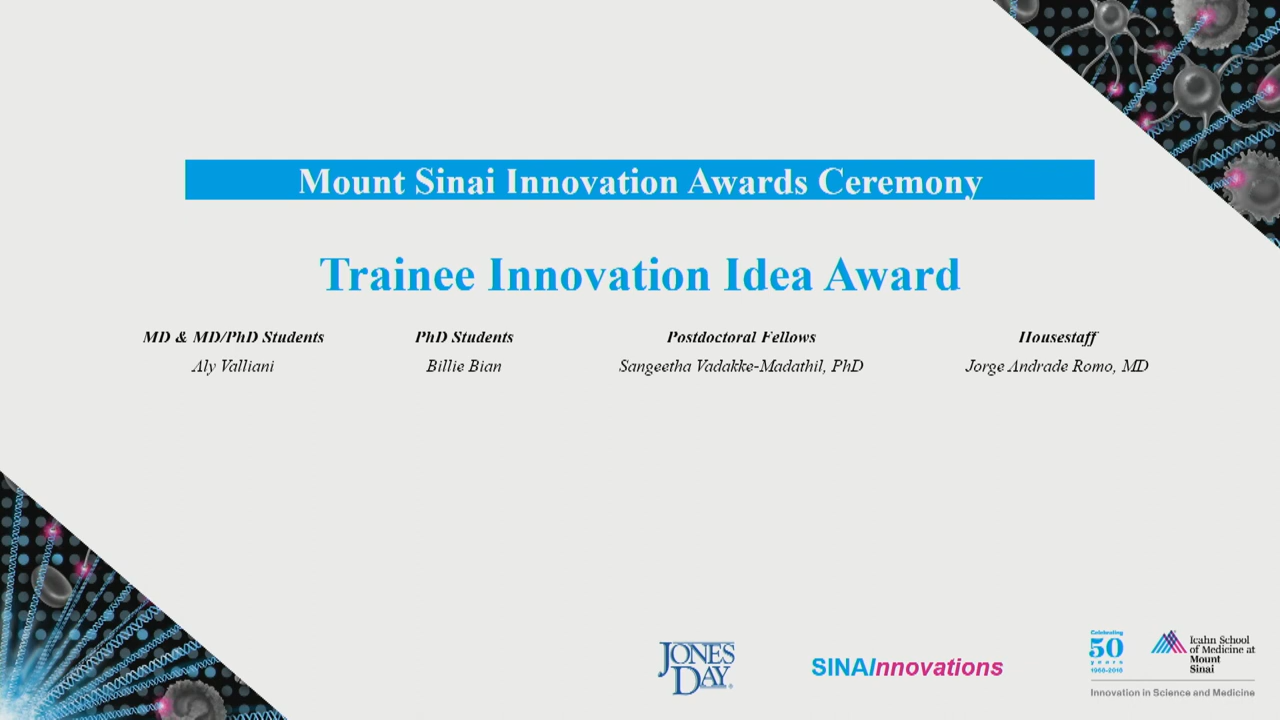 Mount Sinai Innovation Awards Ceremony
Trainee Innovation Idea Award
MD & MD/PhD Students
Aly Valliani
PhD Students
Billie Bian
Postdoctoral Fellows
Sangeetha Vadakke-Madathil, PhD
Housestaff
Jorge Andrade Romo, MD
JONES
DAY®
SINAInnovations
Celebrating
50
years
1968-2018
Icahn School
of Medicine at
Mount
Sinai
Innovation in Science and Medicine